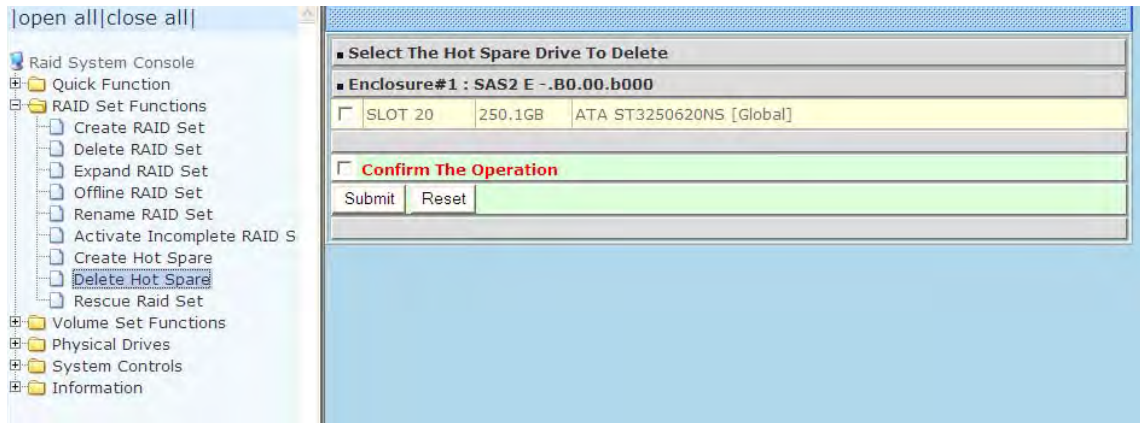 |open all|close all|
Raid System Console
Quick Function
RAID Set Functions
Create RAID Set
Delete RAID Set
Expand RAID Set
Offline RAID Set
Rename RAID Set
Activate Incomplete RAID S
Create Hot Spare
Delete Hot Spare
Rescue Raid Set
Volume Set Functions
Physical Drives
System Controls
Information
Select The Hot Spare Drive To Delete
Enclosure#1 : SAS2 E -.B0.00.b000
SLOT 20 250.1GB ATA ST3250620NS [Global]
Confirm The Operation
Submit Reset